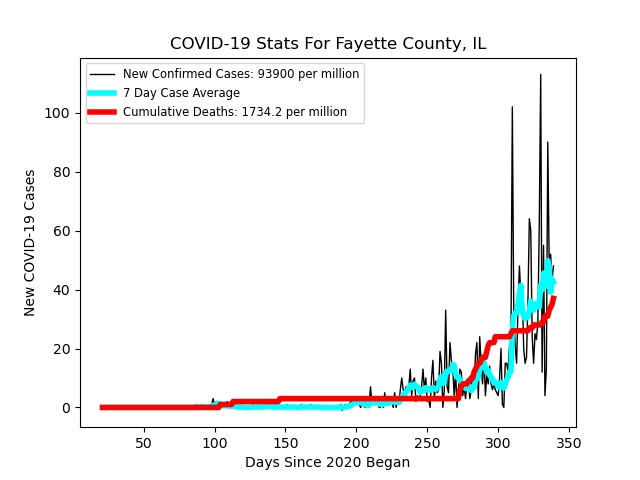 COVID-19 Stats For Fayette County, IL
New Confirmed Cases: 93900 per million
7 Day Case Average
Cumulative Deaths: 1734.2 per million
New COVID-19 Cases
100
80
60
40
20
0
50
100
150
200
250
300
350
Days Since 2020 Began